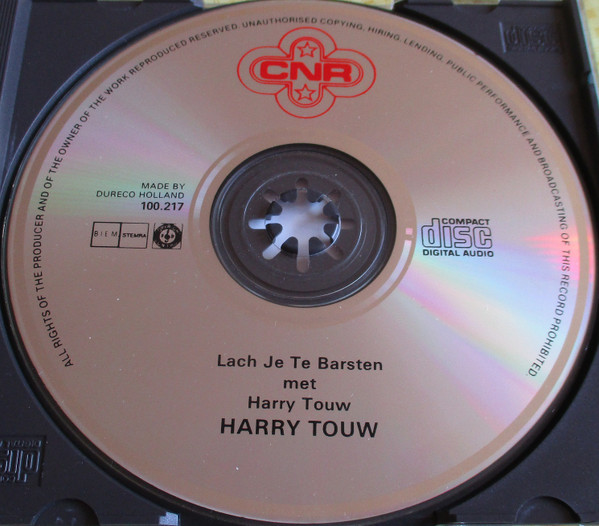 ALL RIGHTS OF THE PRODUCER AND OF THE OWNER OF THE WORK REPRODUCED RESERVED. UNAUTHORISED COPYING, HIRING, LENDING, PUBLIC PERFORMANCE AND BROADCASTING OF THIS RECORD PROHIBITED.
CNR
MADE BY
DURECO HOLLAND
100.217
BIEM STEMRA
COMPACT
disc
DIGITAL AUDIO
Lach Je Te Barsten
met
Harry Touw
HARRY TOUW